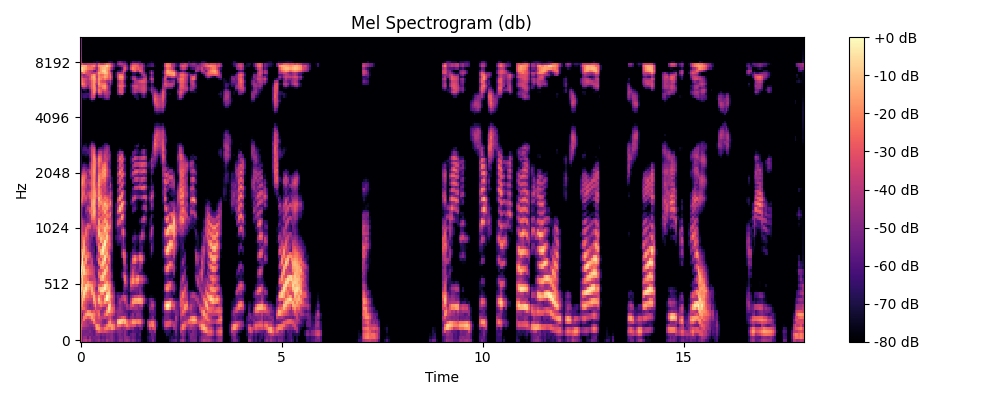 Mel Spectrogram (db)
8192
4096
2048
1024
512
0
Hz
0 5 10 15
Time
+0 dB
-10 dB
-20 dB
-30 dB
-40 dB
-50 dB
-60 dB
-70 dB
-80 dB